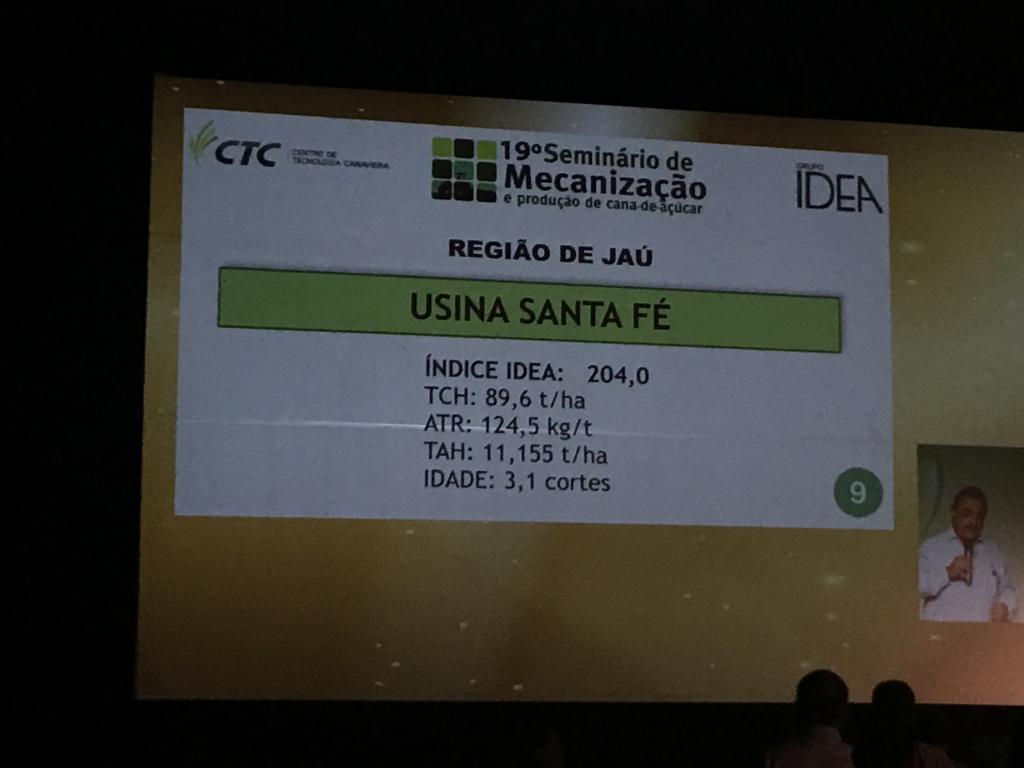 CTC
CENTRO DE
TECNOLOGIA CANAVIEIRA
19º Seminário de
Mecanização
e produção de cana-de-açúcar
GRUPO
IDEA
REGIÃO DE JAÚ
USINA SANTA FÉ
ÍNDICE IDEA: 204,0
TCH: 89,6 t/ha
ATR: 124,5 kg/t
TAH: 11,155 t/ha
IDADE: 3,1 cortes
9